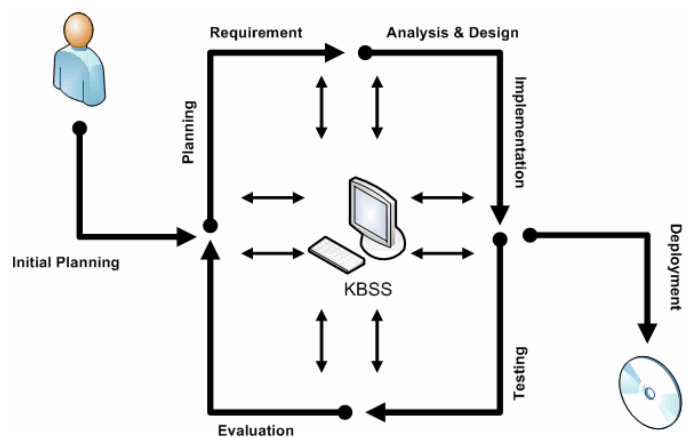 Requirement
Analysis & Design
Planning
Implementation
Initial Planning
KBSS
Deployment
Testing
Evaluation